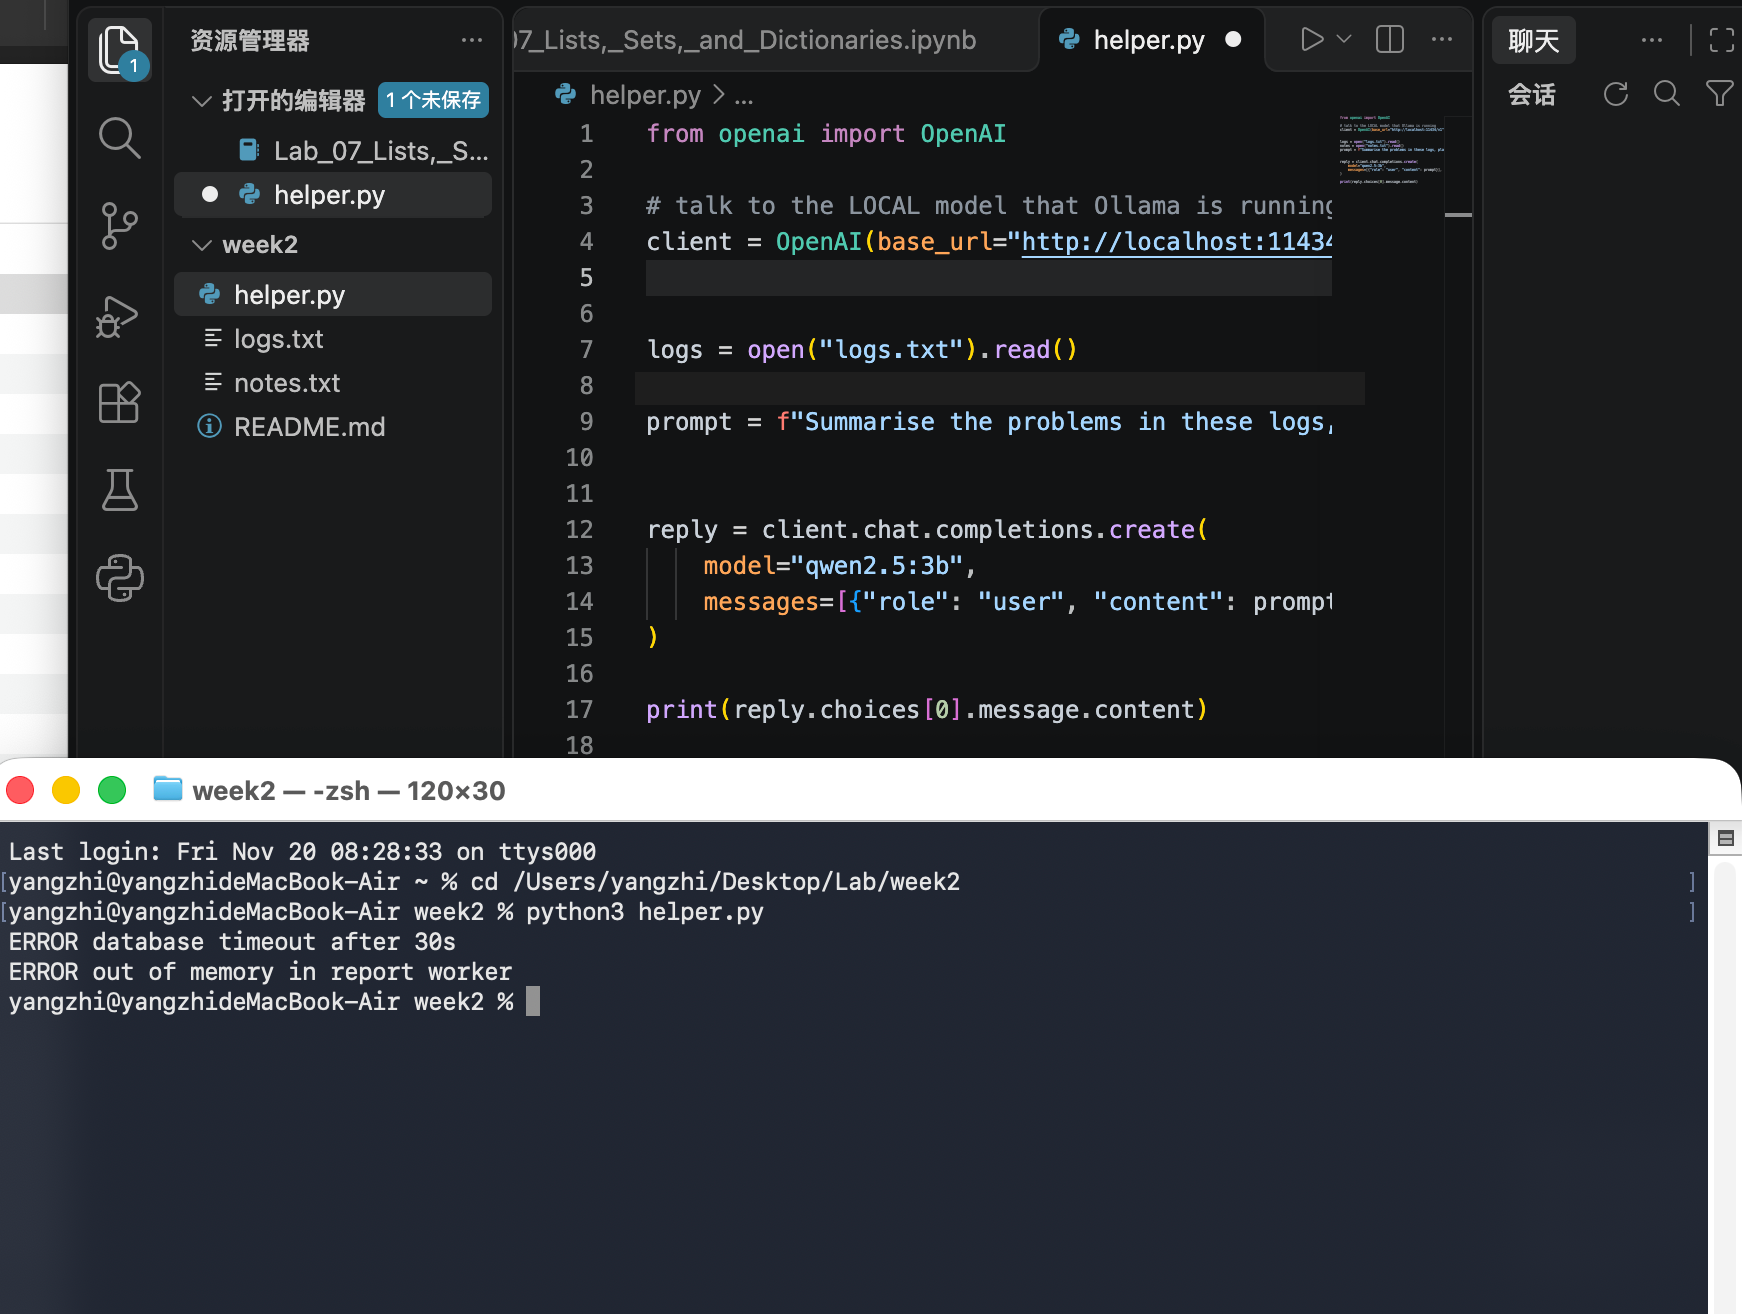 资源管理器
打开的编辑器
1 个未保存
Lab_07_Lists,_S...
helper.py
week2
helper.py
logs.txt
notes.txt
README.md
1
07_Lists,_Sets,_and_Dictionaries.ipynb
helper.py
helper.py > ...
1 from openai import OpenAI
2
3 # talk to the LOCAL model that Ollama is running
4 client = OpenAI(base_url="http://localhost:11434
5
6
7 logs = open("logs.txt").read()
8
9 prompt = f"Summarise the problems in these logs,
10
11
12 reply = client.chat.completions.create(
13 model="qwen2.5:3b",
14 messages=[{"role": "user", "content": prompt
15 )
16
17 print(reply.choices[0].message.content)
18
聊天
会话
week2 — -zsh — 120×30
Last login: Fri Nov 20 08:28:33 on ttys000
[yangzhi@yangzhideMacBook-Air ~ % cd /Users/yangzhi/Desktop/Lab/week2 ]
[yangzhi@yangzhideMacBook-Air week2 % python3 helper.py ]
ERROR database timeout after 30s
ERROR out of memory in report worker
yangzhi@yangzhideMacBook-Air week2 %